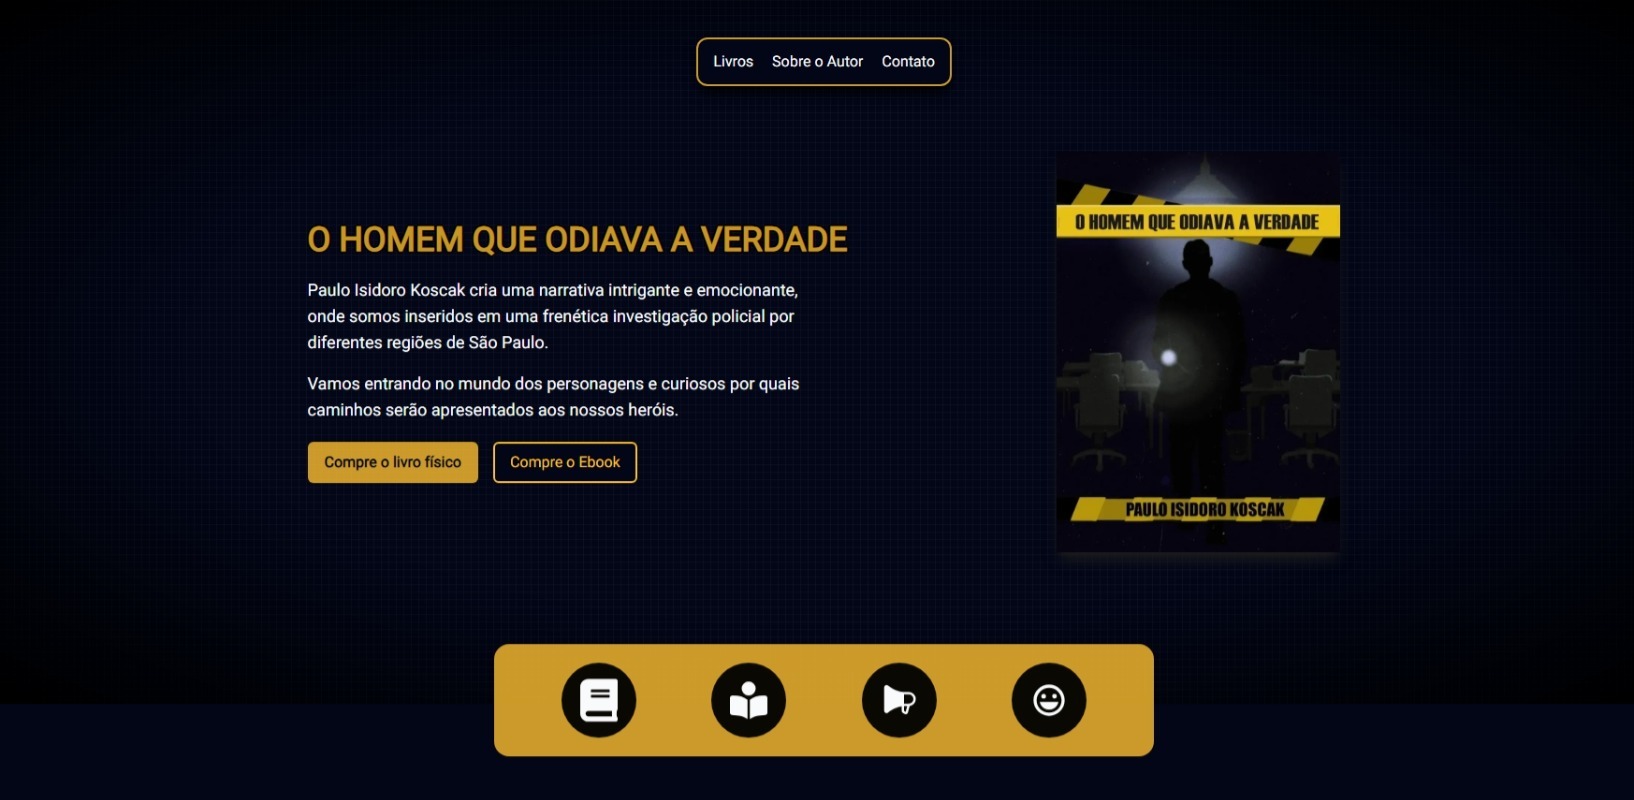 Livros Sobre o Autor Contato
O HOMEM QUE ODIAVA A VERDADE
Paulo Isidoro Koscak cria uma narrativa intrigante e emocionante,
onde somos inseridos em uma frenética investigação policial por
diferentes regiões de São Paulo.
Vamos entrando no mundo dos personagens e curiosos por quais
caminhos serão apresentados aos nossos heróis.
Compre o livro físico Compre o Ebook
O HOMEM QUE ODIAVA A VERDADE
PAULO ISIDORO KOSCAK